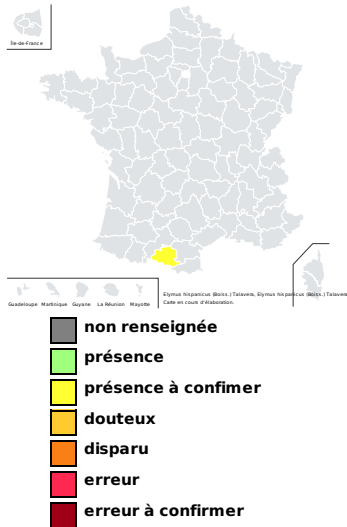 Île-de-France
Guadeloupe Martinique Guyane La Réunion Mayotte
Elymus hispanicus (Boiss.) Talavera, Elymus hispanicus (Boiss.) Talavera
Carte en cours d'élaboration.
non renseignée
présence
présence à confimer
douteux
disparu
erreur
erreur à confirmer